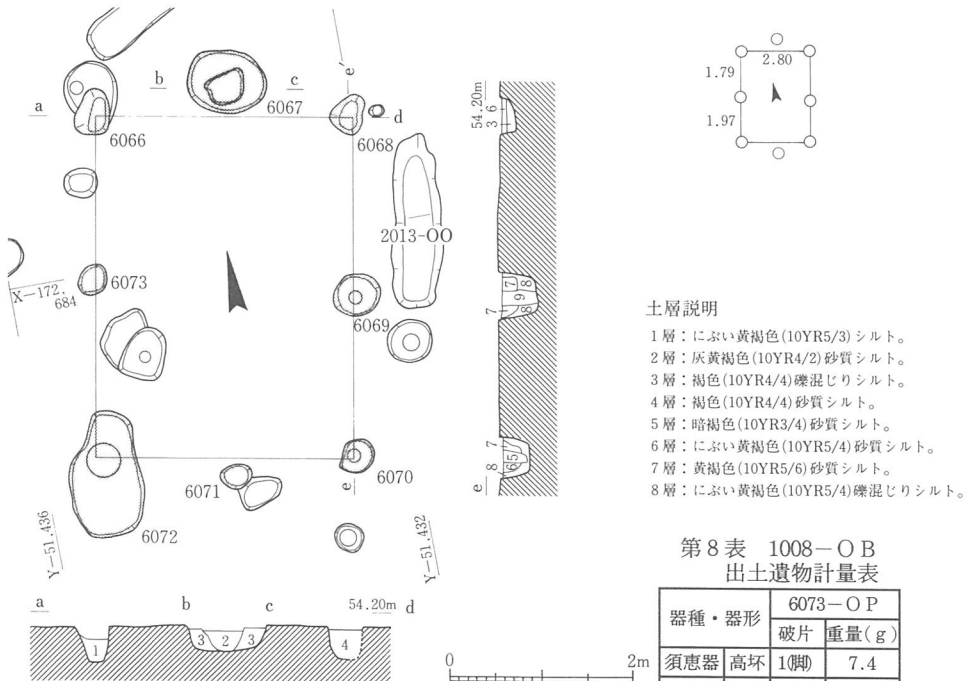 a
b
c
e′
d
6066
6067
6068
2013-OO
6073
X−172,
684
6069
6070
6071
6072
e
Y−51,436
Y−51,432
a
b
c
54.20m d
1
3
2
3
4
54.20m
6
3
7
8
9
7
8
7
8
5
6
e
0
2m
2.80
1.79
1.97
土層説明
1層：にぶい黄褐色(10YR5/3)シルト。
2層：灰黄褐色(10YR4/2)砂質シルト。
3層：褐色(10YR4/4)礫混じりシルト。
4層：褐色(10YR4/4)砂質シルト。
5層：暗褐色(10YR3/4)砂質シルト。
6層：にぶい黄褐色(10YR5/4)砂質シルト。
7層：黄褐色(10YR5/6)砂質シルト。
8層：にぶい黄褐色(10YR5/4)礫混じりシルト。
第8表 1008−OB
出土遺物計量表
器種・器形 6073−OP
破片 重量(g)
須恵器 高坏 1(脚) 7.4